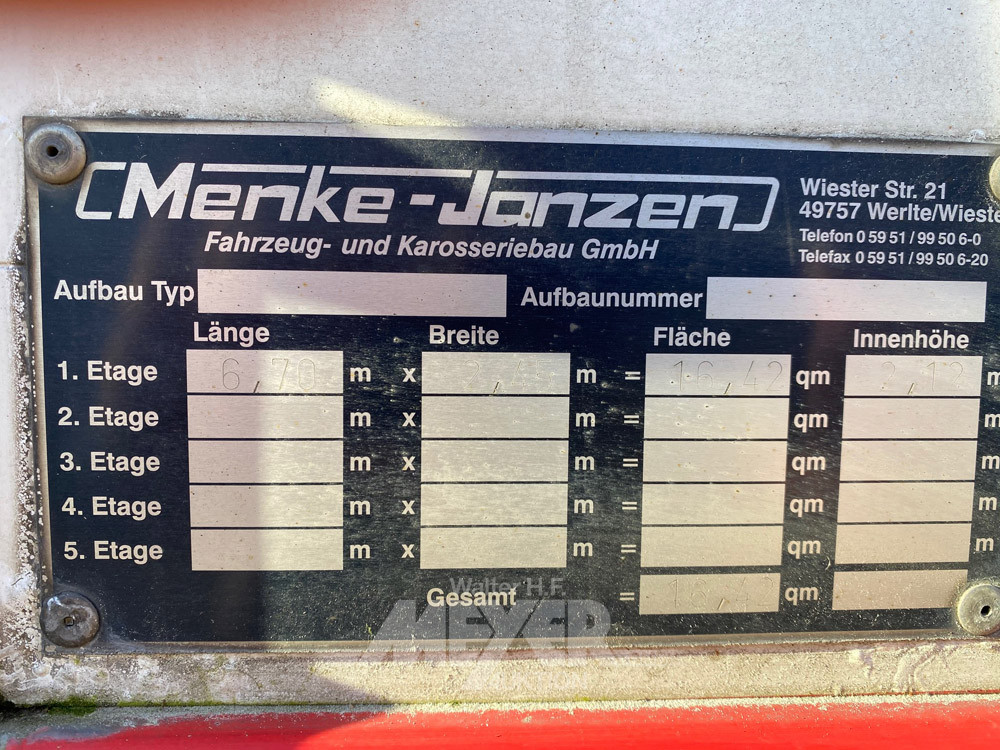 Menke-Janzen
Fahrzeug- und Karosseriebau GmbH
Wiester Str. 21
49757 Werlte/Wieste
Telefon 0 59 51 / 99 50 6-0
Telefax 0 59 51 / 99 50 6-20
Aufbau Typ Aufbaunummer
Länge Breite Fläche Innenhöhe
1. Etage 6,70 m x m = 16,42 qm m
2. Etage m x m = qm m
3. Etage m x m = qm m
4. Etage m x m = qm m
5. Etage m x m = qm m
Gesamt = qm
Walter H.F.
MEYER